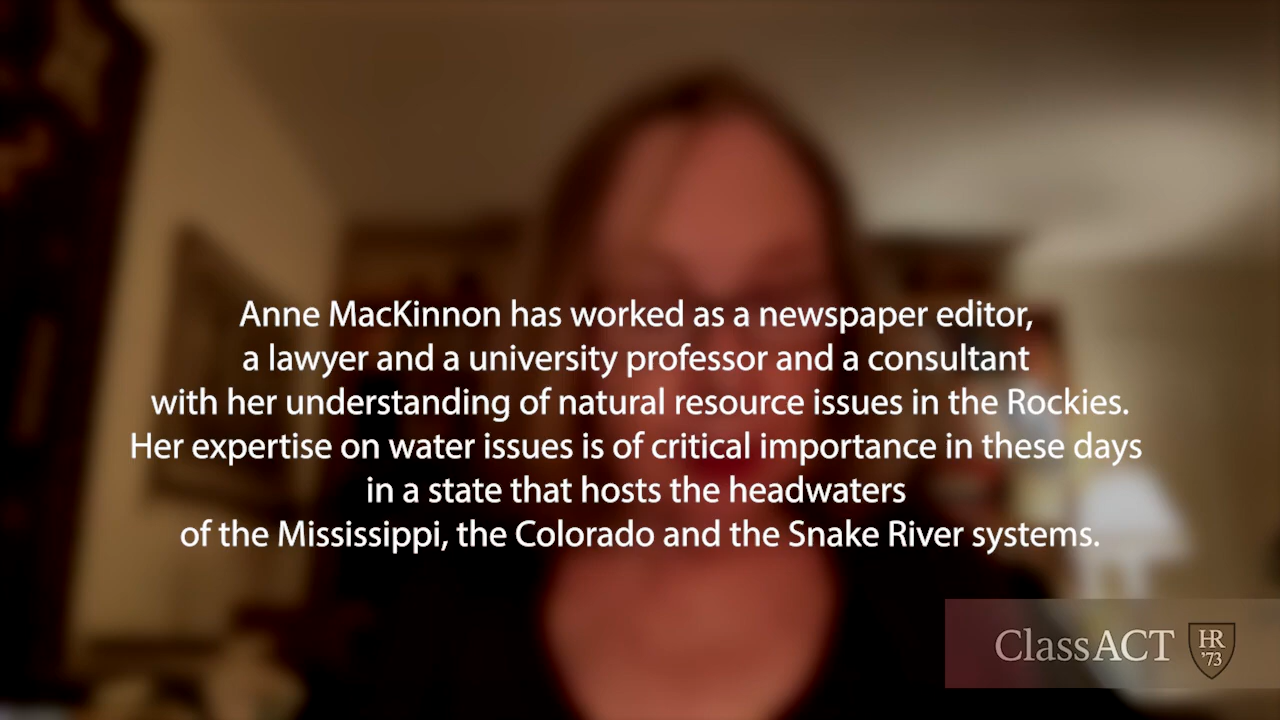 Anne MacKinnon has worked as a newspaper editor,
a lawyer and a university professor and a consultant
with her understanding of natural resource issues in the Rockies.
Her expertise on water issues is of critical importance in these days
in a state that hosts the headwaters
of the Mississippi, the Colorado and the Snake River systems.
ClassACT HR
'73